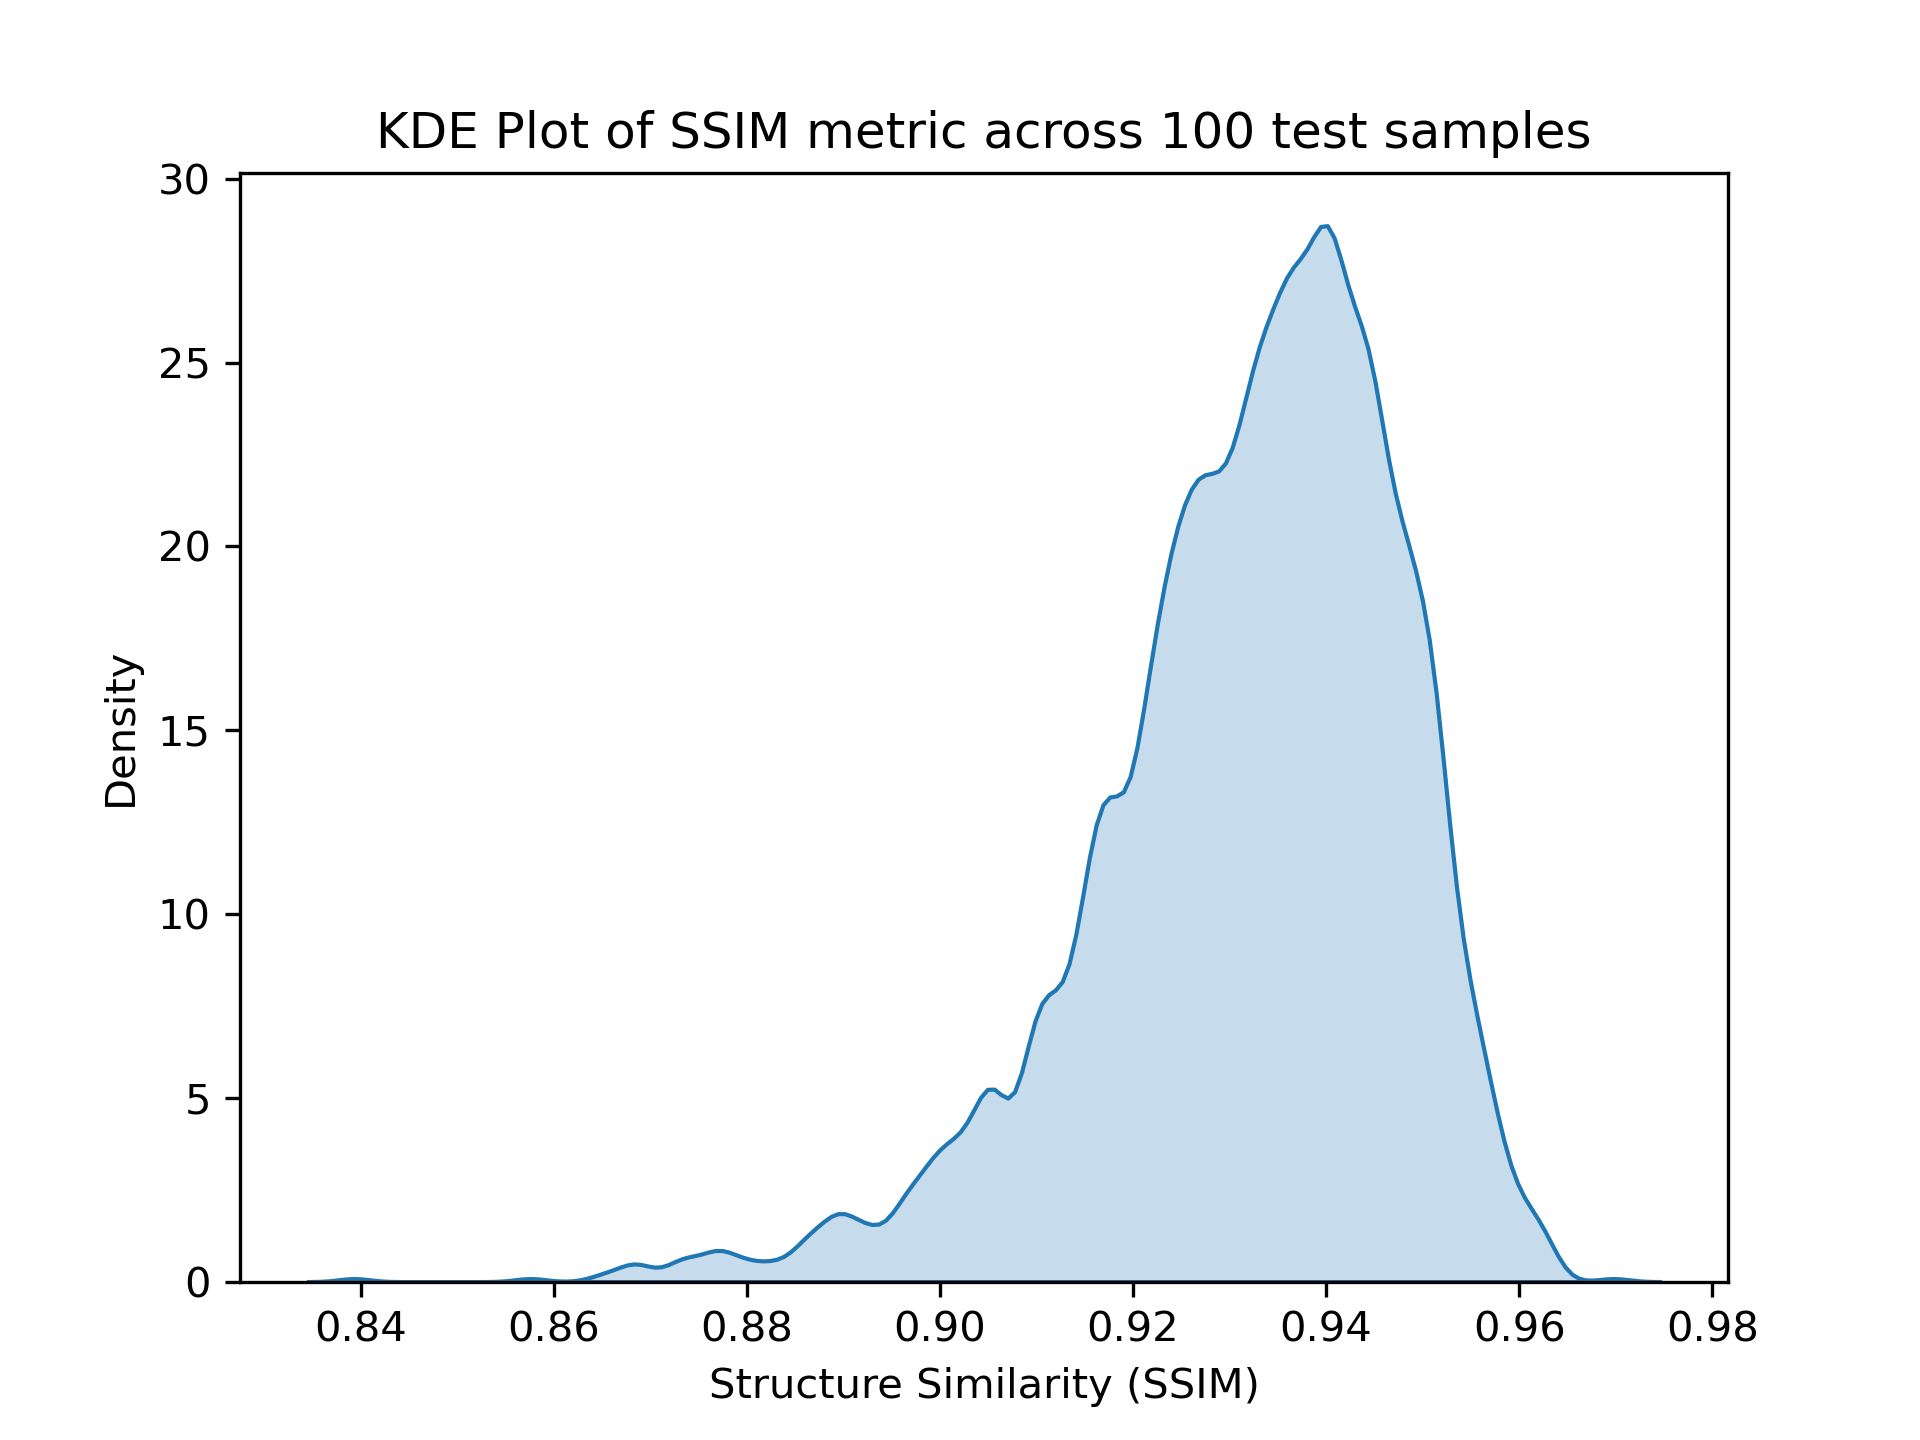 KDE Plot of SSIM metric across 100 test samples
30
25
20
15
10
5
0
Density
0.84 0.86 0.88 0.90 0.92 0.94 0.96 0.98
Structure Similarity (SSIM)